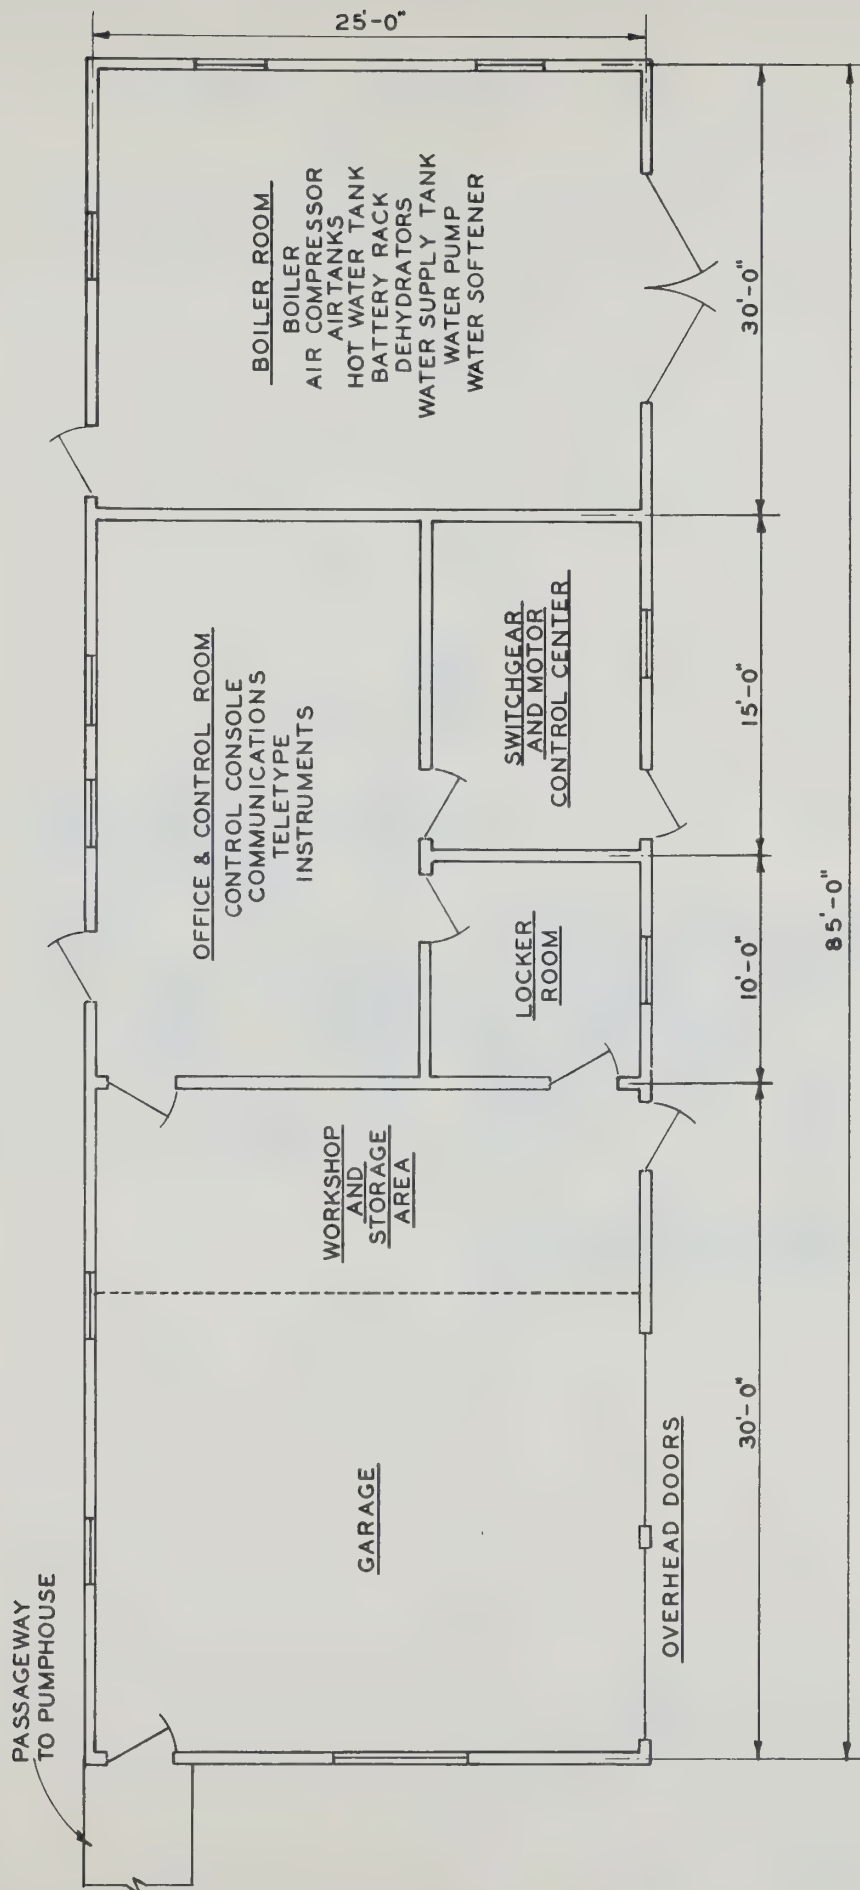 PASSAGEWAY
TO PUMPHOUSE
GARAGE
OVERHEAD DOORS
WORKSHOP
AND
STORAGE
AREA
OFFICE & CONTROL ROOM
CONTROL CONSOLE
COMMUNICATIONS
TELETYPE
INSTRUMENTS
LOCKER
ROOM
SWITCHGEAR
AND MOTOR
CONTROL CENTER
BOILER ROOM
BOILER
AIR COMPRESSOR
AIR TANKS
HOT WATER TANK
BATTERY RACK
DEHYDRATORS
WATER SUPPLY TANK
WATER PUMP
WATER SOFTENER
25'-0"
30'-0"
10'-0"
15'-0"
30'-0"
85'-0"